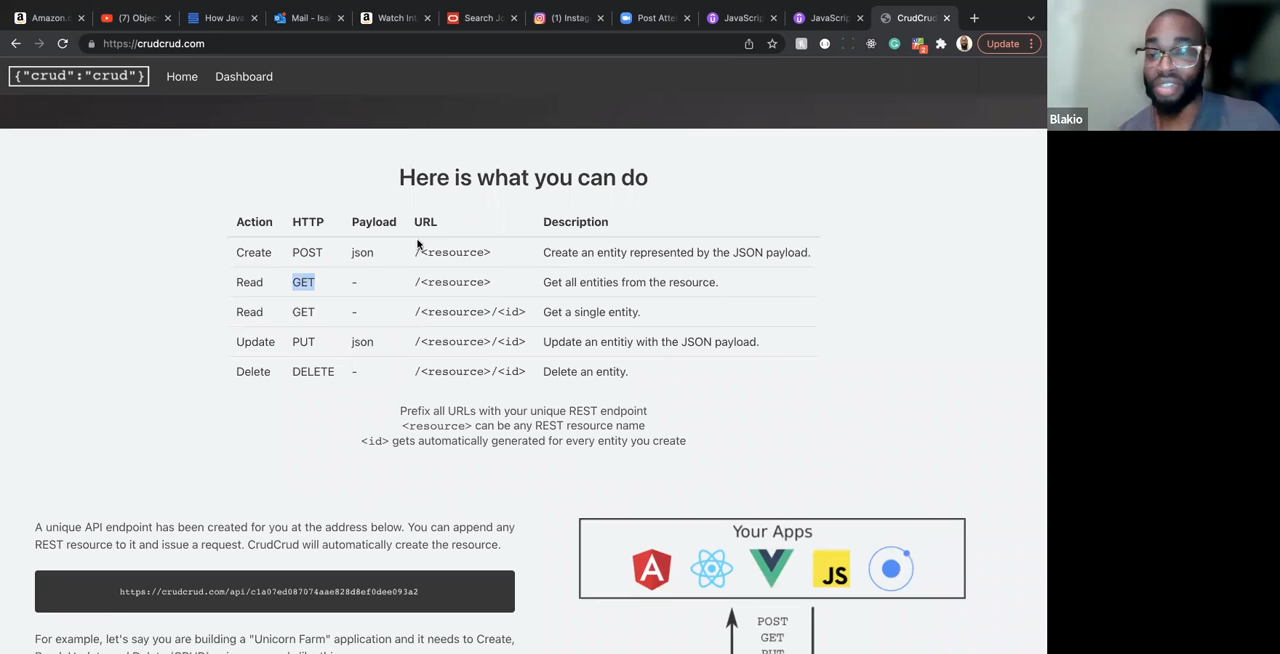 Amazon.c
(7) Objec
How Java
Mail - Isa
Watch Int
Search Jo
(1) Instag
Post Atte
JavaScrip
JavaScrip
CrudCrud
https://crudcrud.com
2
Update
{"crud":"crud"}
Home
Dashboard
Blakio
Here is what you can do
Action HTTP Payload URL Description
Create POST json /<resource> Create an entity represented by the JSON payload.
Read GET - /<resource> Get all entities from the resource.
Read GET - /<resource>/<id> Get a single entity.
Update PUT json /<resource>/<id> Update an entitiy with the JSON payload.
Delete DELETE - /<resource>/<id> Delete an entity.
Prefix all URLs with your unique REST endpoint
<resource> can be any REST resource name
<id> gets automatically generated for every entity you create
A unique API endpoint has been created for you at the address below. You can append any
REST resource to it and issue a request. CrudCrud will automatically create the resource.
https://crudcrud.com/api/c1a07ed087074aae828d8ef0dee093a2
For example, let's say you are building a "Unicorn Farm" application and it needs to Create,
Your Apps
JS
POST
GET
PUT